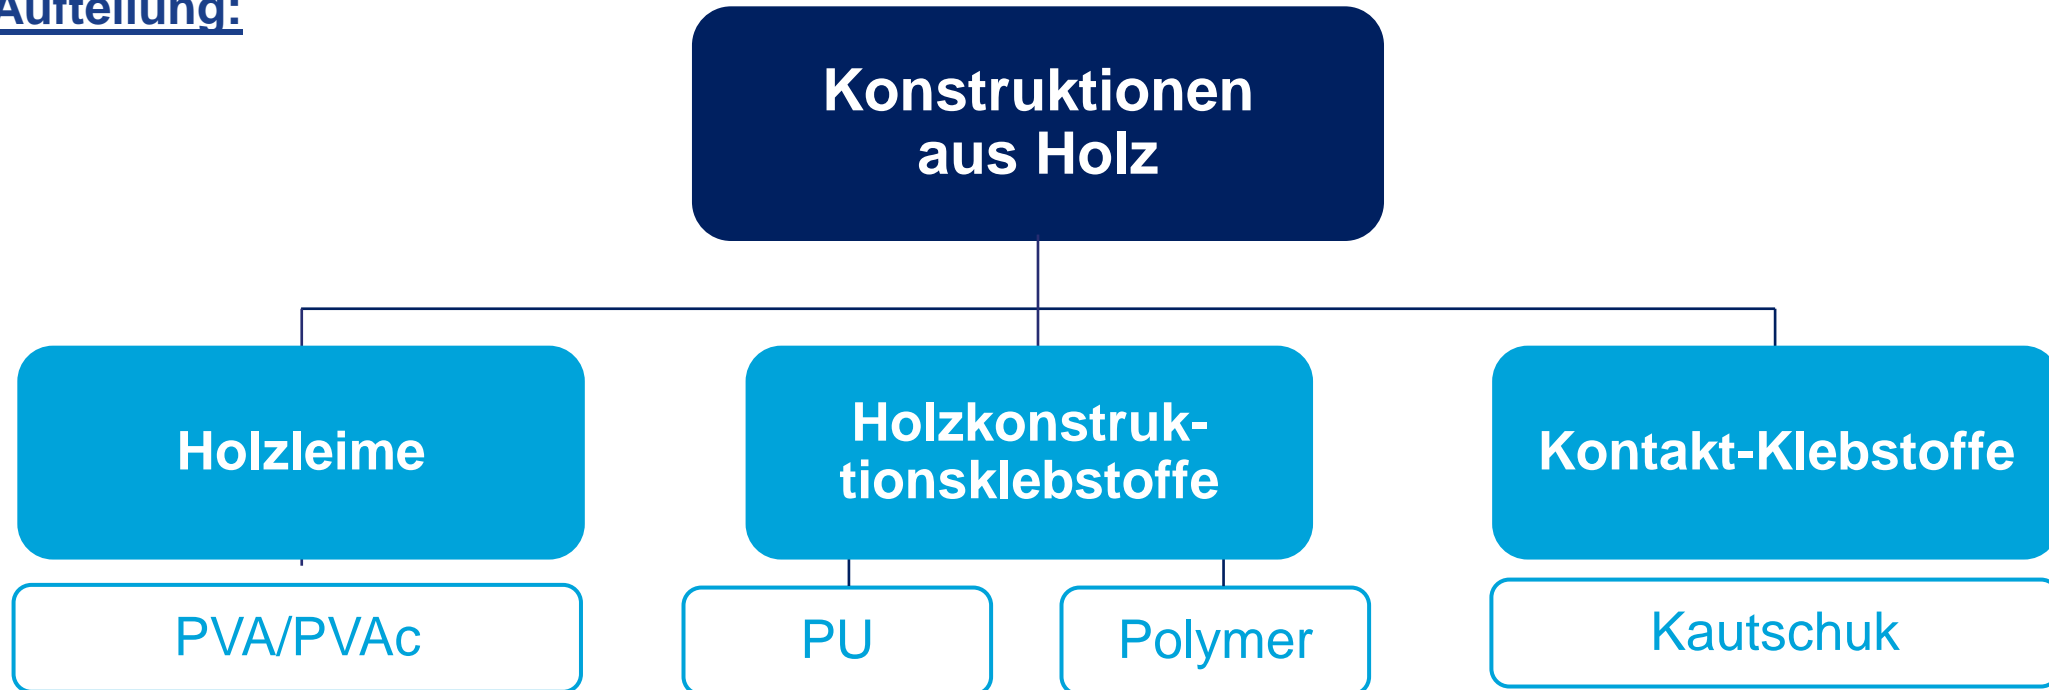 Aufteilung:
Konstruktionen
aus Holz
Holzleime
Holzkonstruk-
tionsklebstoffe
Kontakt-Klebstoffe
PVA/PVAc
PU
Polymer
Kautschuk